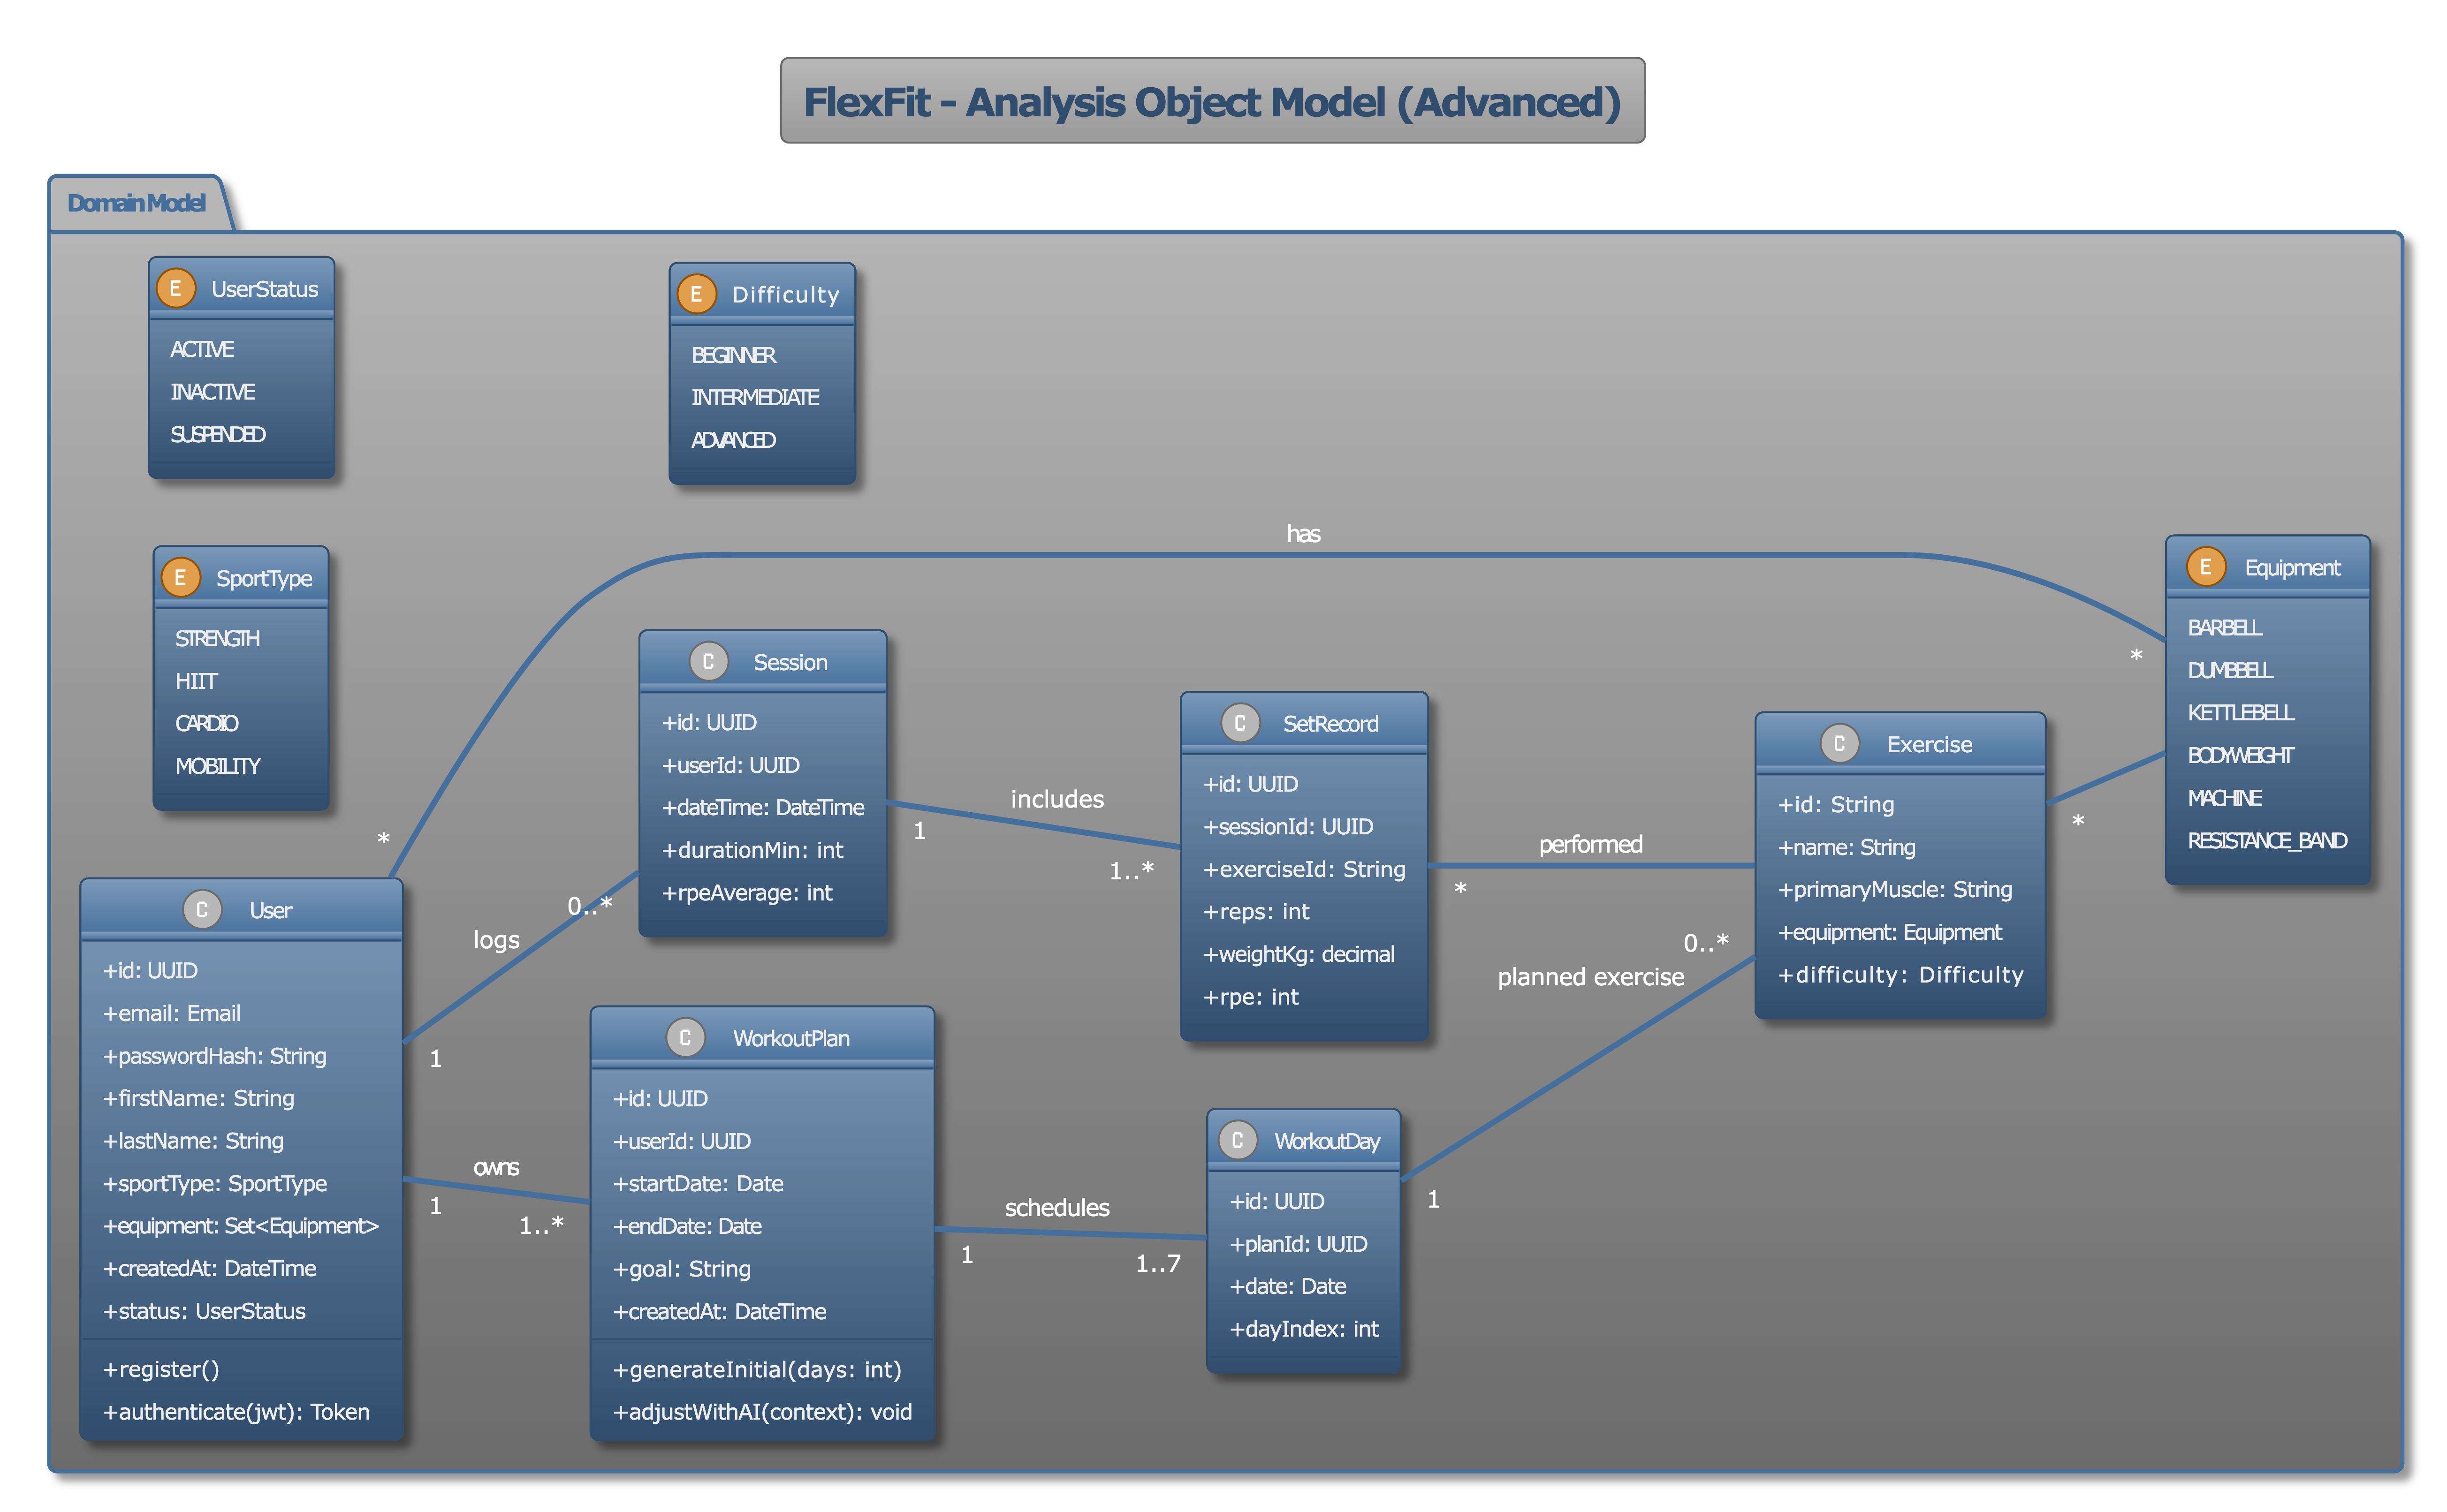 FlexFit - Analysis Object Model (Advanced)
Domain Model
E UserStatus
ACTIVE
INACTIVE
SUSPENDED
E Difficulty
BEGINNER
INTERMEDIATE
ADVANCED
E SportType
STRENGTH
HIIT
CARDIO
MOBILITY
has
*
*
E Equipment
BARBELL
DUMBBELL
KETTLEBELL
BODYWEIGHT
MACHINE
RESISTANCE_BAND
C Session
+id: UUID
+userId: UUID
+dateTime: DateTime
+durationMin: int
+rpeAverage: int
includes
1
1..*
C SetRecord
+id: UUID
+sessionId: UUID
+exerciseId: String
+reps: int
+weightKg: decimal
+rpe: int
performed
*
C Exercise
+id: String
+name: String
+primaryMuscle: String
+equipment: Equipment
+difficulty: Difficulty
*
0..*
planned exercise
1
logs
0..*
1
C User
+id: UUID
+email: Email
+passwordHash: String
+firstName: String
+lastName: String
+sportType: SportType
+equipment: Set<Equipment>
+createdAt: DateTime
+status: UserStatus
+register()
+authenticate(jwt): Token
owns
1
1..*
C WorkoutPlan
+id: UUID
+userId: UUID
+startDate: Date
+endDate: Date
+goal: String
+createdAt: DateTime
+generateInitial(days: int)
+adjustWithAI(context): void
schedules
1
1..7
C WorkoutDay
+id: UUID
+planId: UUID
+date: Date
+dayIndex: int